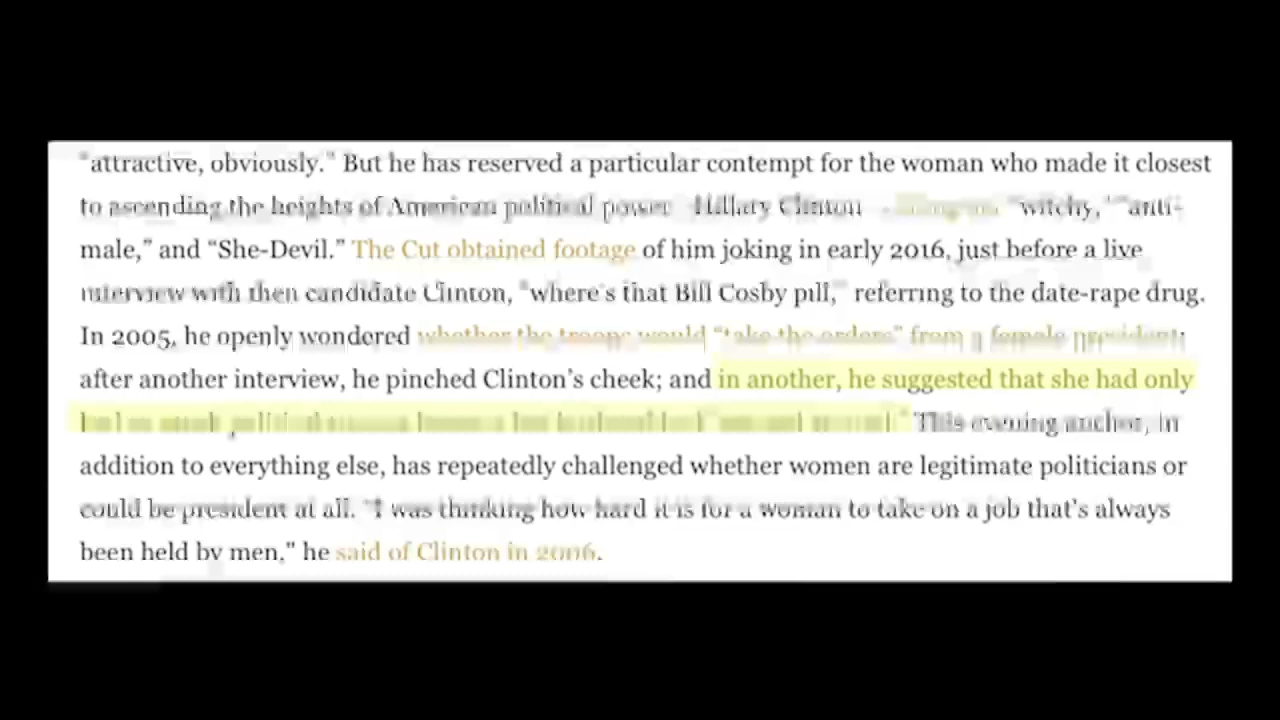 "attractive, obviously." But he has reserved a particular contempt for the woman who made it closest
to ascending the heights of American political power Hillary Clinton "witchy," "anti-
male," and "She-Devil." The Cut obtained footage of him joking in early 2016, just before a live
interview with then candidate Clinton, "where's that Bill Cosby pill," referring to the date-rape drug.
In 2005, he openly wondered whether the troops would "take the orders" from a female president;
after another interview, he pinched Clinton's cheek; and in another, he suggested that she had only
This evening anchor, in
addition to everything else, has repeatedly challenged whether women are legitimate politicians or
could be president at all. "I was thinking how hard it is for a woman to take on a job that's always
been held by men," he said of Clinton in 2006.